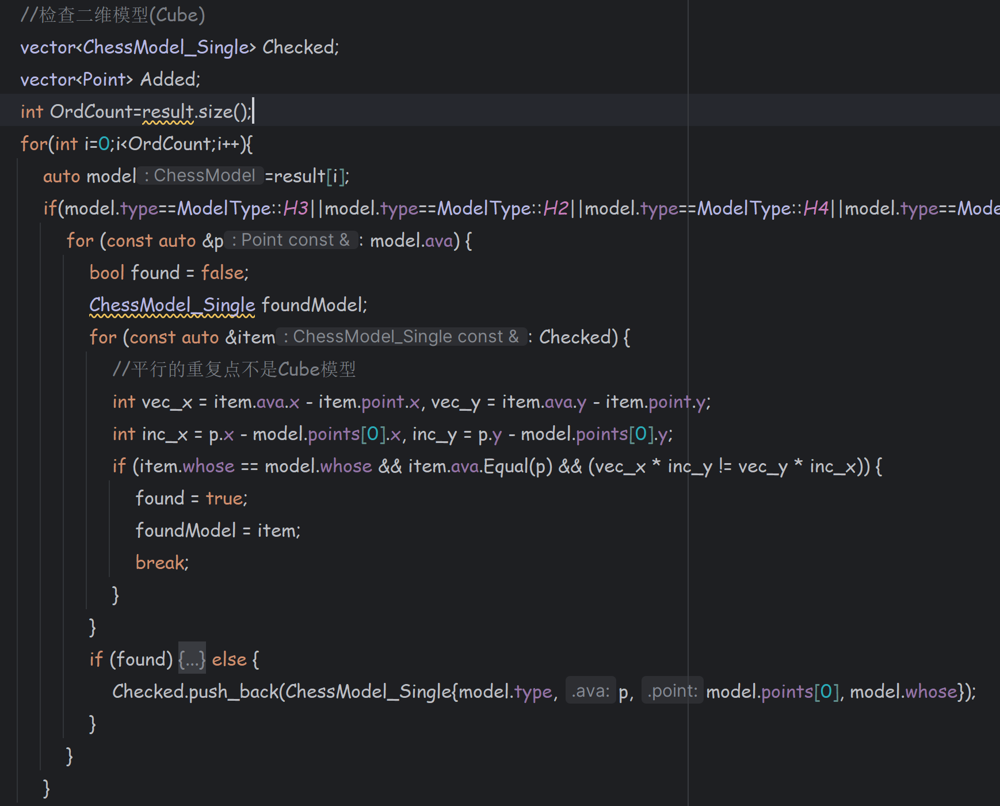 //检查二维模型(Cube)
vector<ChessModel_Single> Checked;
vector<Point> Added;
int OrdCount=result.size();
for(int i=0;i<OrdCount;i++){
auto model : ChessModel =result[i];
if(model.type==ModelType::H3||model.type==ModelType::H2||model.type==ModelType::H4||model.type==Mode
for (const auto &p : Point const & : model.ava) {
bool found = false;
ChessModel_Single foundModel;
for (const auto &item : ChessModel_Single const & : Checked) {
//平行的重复点不是Cube模型
int vec_x = item.ava.x - item.point.x, vec_y = item.ava.y - item.point.y;
int inc_x = p.x - model.points[0].x, inc_y = p.y - model.points[0].y;
if (item.whose == model.whose && item.ava.Equal(p) && (vec_x * inc_y != vec_y * inc_x)) {
found = true;
foundModel = item;
break;
}
}
if (found) {...} else {
Checked.push_back(ChessModel_Single{model.type, .ava: p, .point: model.points[0], model.whose});
}
}
}